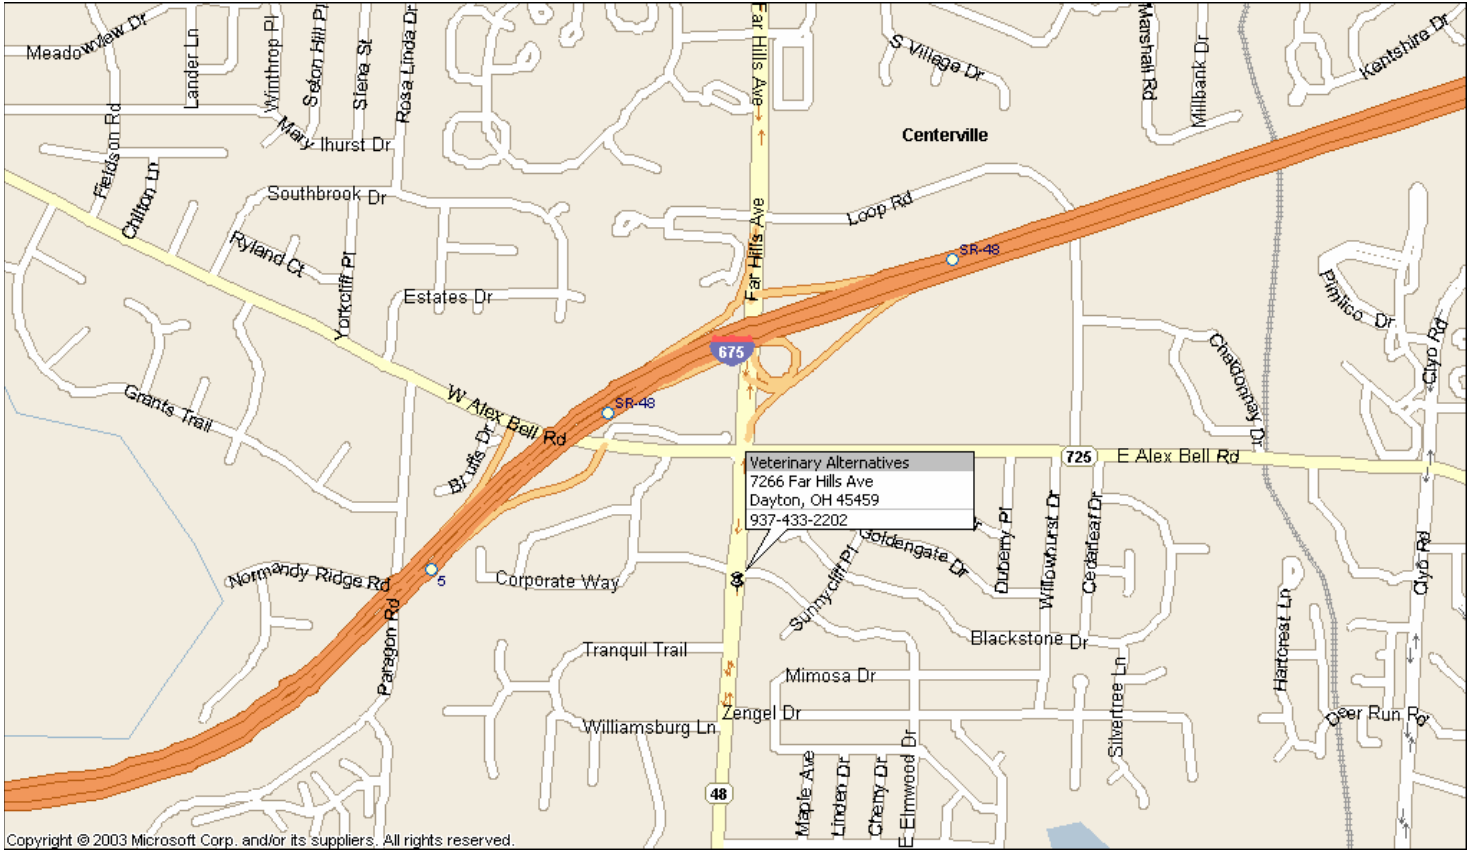 Meadowview Dr
Lander Ln
Winthrop Pl
Seton Hill Pl
Siena St
Rosa Linda Dr
Far Hills Ave
S Village Dr
Marshall Rd
Millbank Dr
Kentshire Dr
Fieldson Rd
Mary
lhurst Dr
Centerville
Chilton Ln
Southbrook Dr
Loop Rd
Far Hills Ave
Ryland Ct
Yorkcliff Pl
SR-48
Estates Dr
Pimlico Dr
Clyo Rd
675
Chardonnay Dr
Grants Trail
W Alex Bell Rd
SR-48
Bluffs Dr
725
E Alex Bell Rd
Veterinary Alternatives
7266 Far Hills Ave
Dayton, OH 45459
937-433-2202
Goldengate Dr
Duberry Pl
Willowhurst Dr
Cedarleaf Dr
Clyo Rd
Normandy Ridge Rd
5
Corporate Way
Sunnycliff Pl
Paragon Rd
Blackstone Dr
Hartcrest Ln
Tranquil Trail
Mimosa Dr
Silvertree Ln
Williamsburg Ln
Zengel Dr
Deer Run Rd
48
Maple Ave
Linden Dr
Cherry Dr
E Elmwood Dr
Copyright © 2003 Microsoft Corp. and/or its suppliers. All rights reserved.